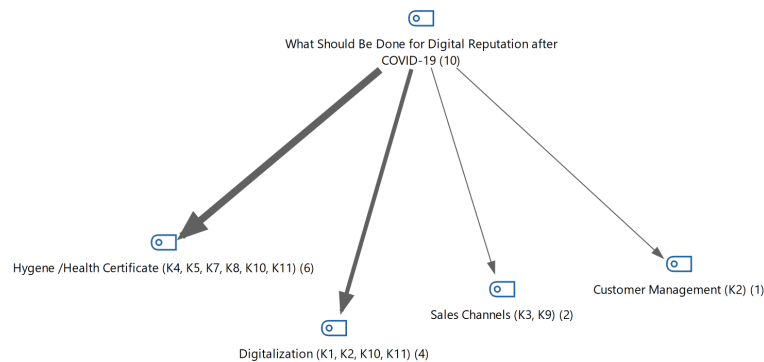 What Should Be Done for Digital Reputation after
COVID-19 (10)
Hygene /Health Certificate (K4, K5, K7, K8, K10, K11) (6)
Customer Management (K2) (1)
Sales Channels (K3, K9) (2)
Digitalization (K1, K2, K10, K11) (4)